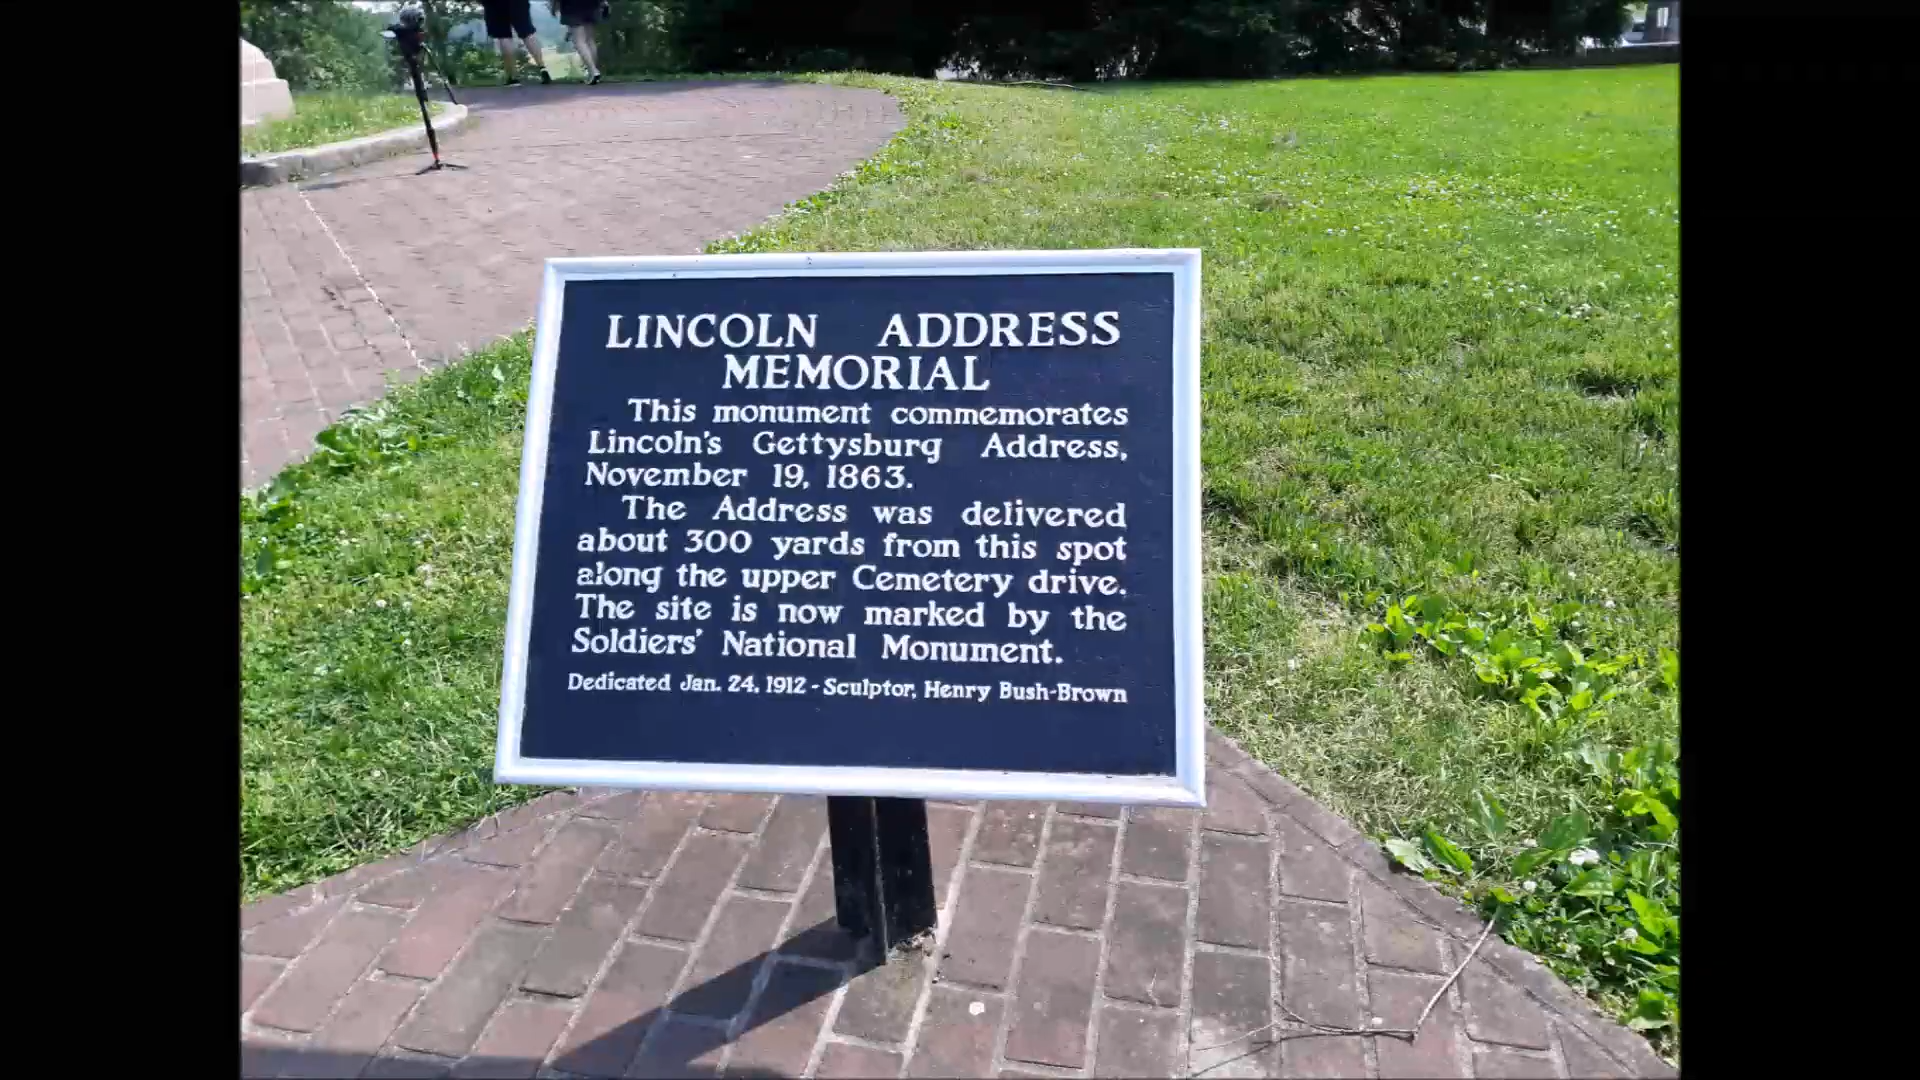 LINCOLN ADDRESS
MEMORIAL
This monument commemorates
Lincoln's Gettysburg Address,
November 19, 1863.
The Address was delivered
about 300 yards from this spot
along the upper Cemetery drive.
The site is now marked by the
Soldiers' National Monument.
Dedicated Jan. 24, 1912 - Sculptor, Henry Bush-Brown